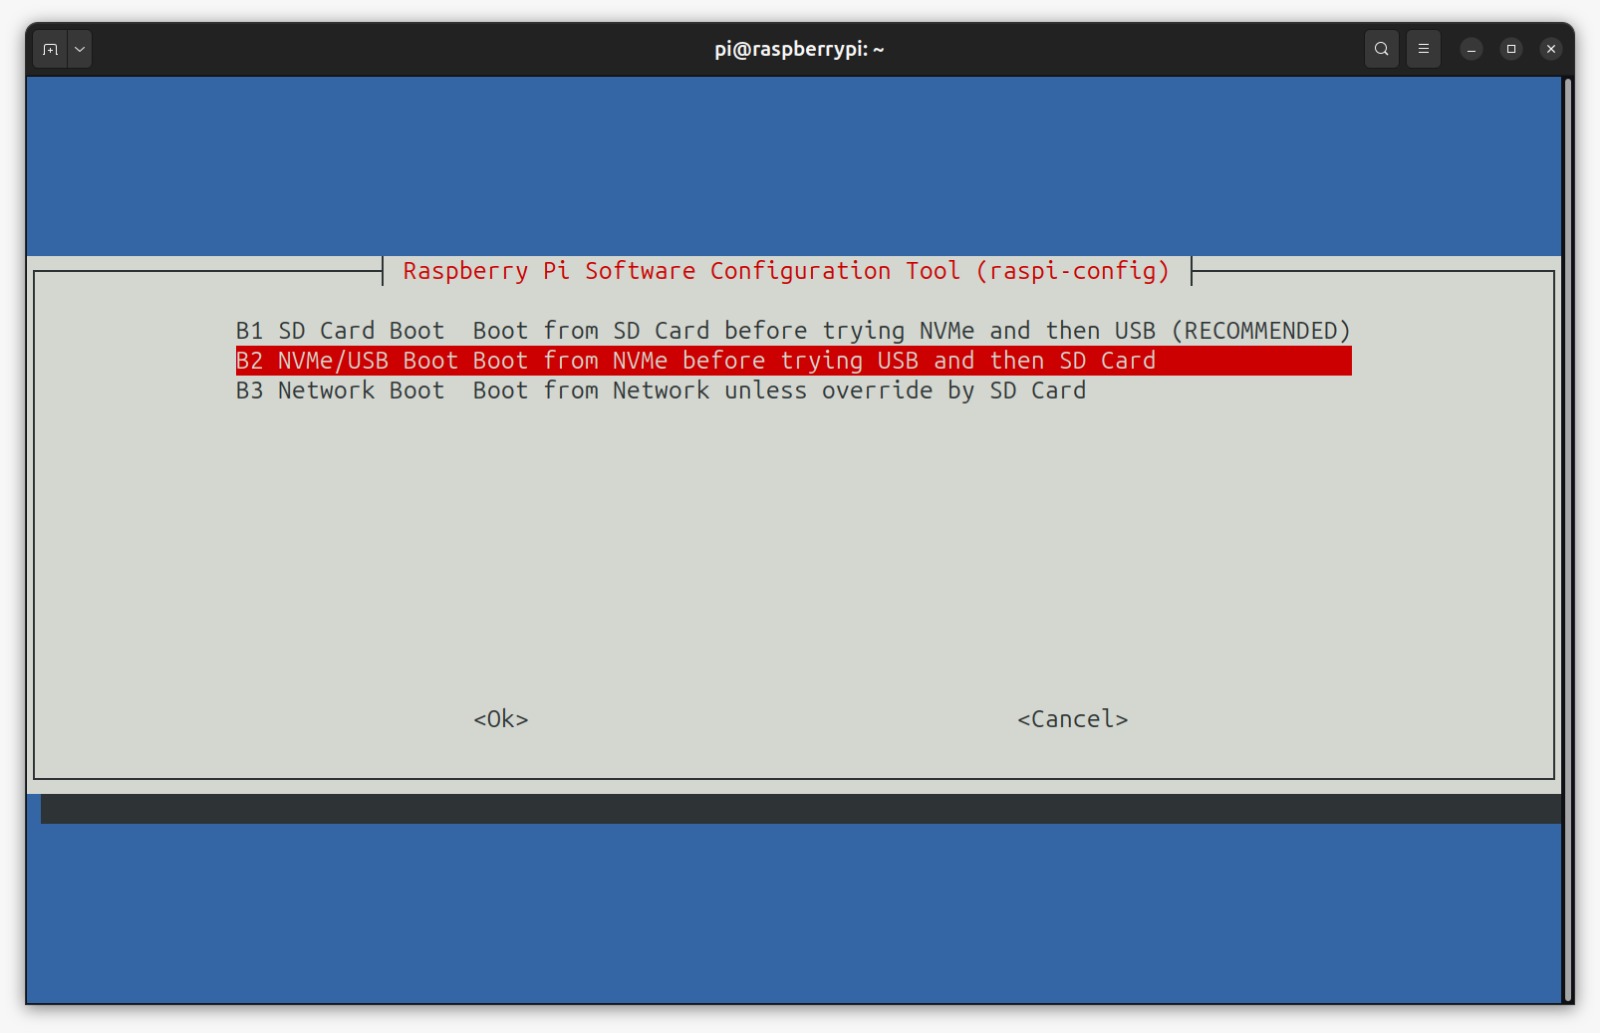 pi@raspberrypi: ~
Raspberry Pi Software Configuration Tool (raspi-config)
B1 SD Card Boot  Boot from SD Card before trying NVMe and then USB (RECOMMENDED)
B2 NVMe/USB Boot Boot from NVMe before trying USB and then SD Card
B3 Network Boot  Boot from Network unless override by SD Card
<Ok> <Cancel>